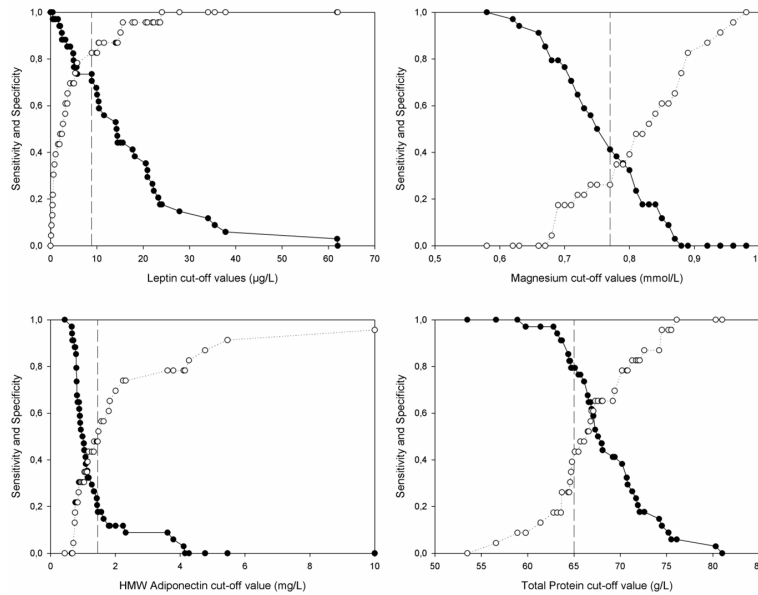 Sensitivity and Specificity
1,0
0,8
0,6
0,4
0,2
0,0
0 10 20 30 40 50 60 70
Leptin cut-off values (µg/L)
Sensitivity and Specificity
1,0
0,8
0,6
0,4
0,2
0,0
0,5 0,6 0,7 0,8 0,9 1
Magnesium cut-off values (mmol/L)
Sensitivity and Specificity
1,0
0,8
0,6
0,4
0,2
0,0
0 2 4 6 8 10
HMW Adiponectin cut-off value (mg/L)
Sensitivity and Specificity
1,0
0,8
0,6
0,4
0,2
0,0
50 55 60 65 70 75 80 85
Total Protein cut-off value (g/L)